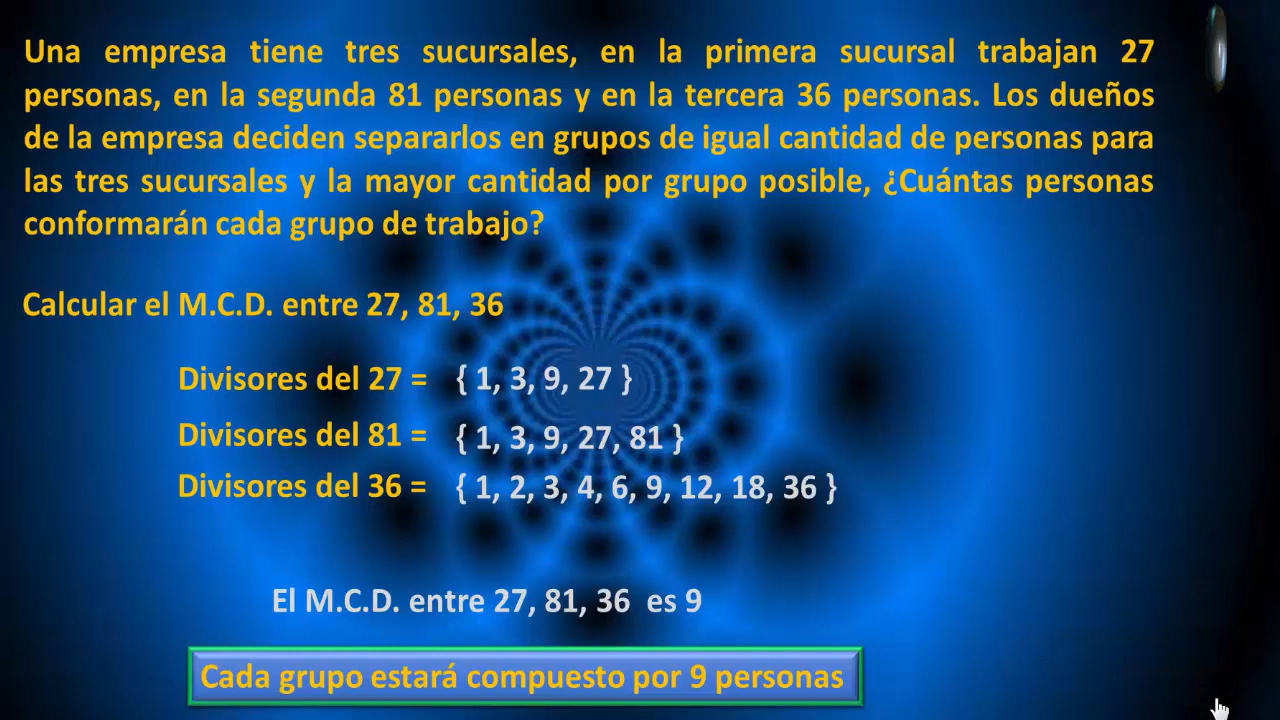 Una empresa tiene tres sucursales, en la primera sucursal trabajan 27
personas, en la segunda 81 personas y en la tercera 36 personas. Los dueños
de la empresa deciden separarlos en grupos de igual cantidad de personas para
las tres sucursales y la mayor cantidad por grupo posible, ¿Cuántas personas
conformarán cada grupo de trabajo?
Calcular el M.C.D. entre 27, 81, 36
Divisores del 27 = { 1, 3, 9, 27 }
Divisores del 81 = { 1, 3, 9, 27, 81 }
Divisores del 36 = { 1, 2, 3, 4, 6, 9, 12, 18, 36 }
El M.C.D. entre 27, 81, 36 es 9
Cada grupo estará compuesto por 9 personas